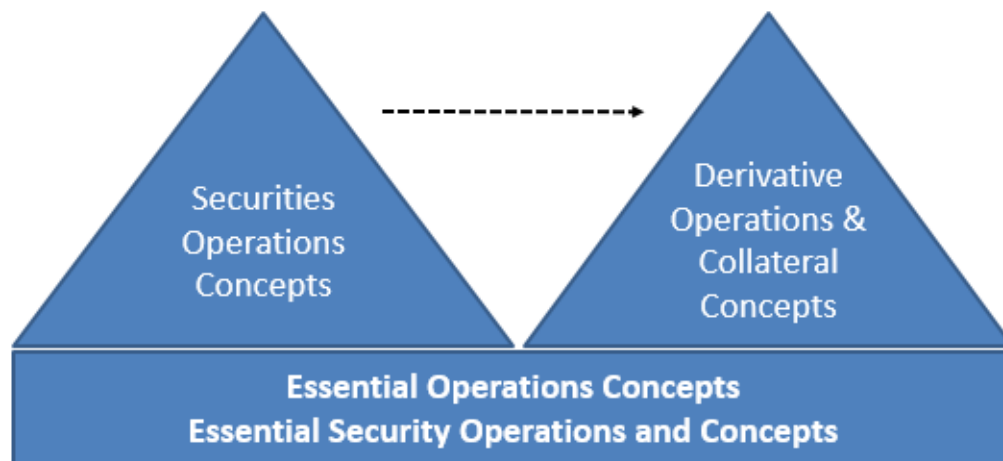 Securities
Operations
Concepts
Derivative
Operations &
Collateral
Concepts
Essential Operations Concepts
Essential Security Operations and Concepts